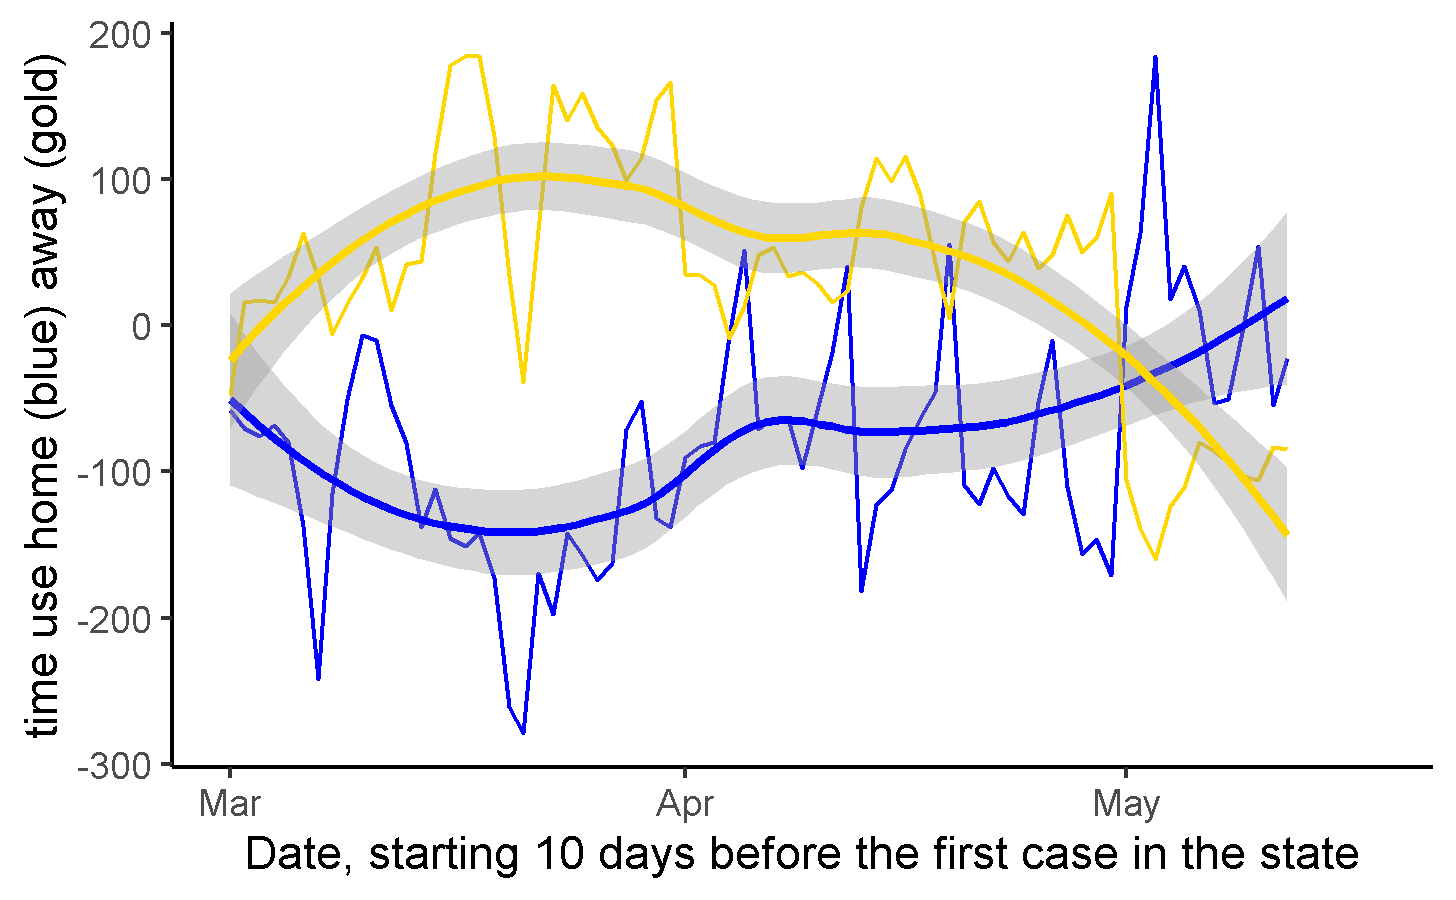 time use home (blue) away (gold)
200
100
0
-100
-200
-300
Mar Apr May
Date, starting 10 days before the first case in the state